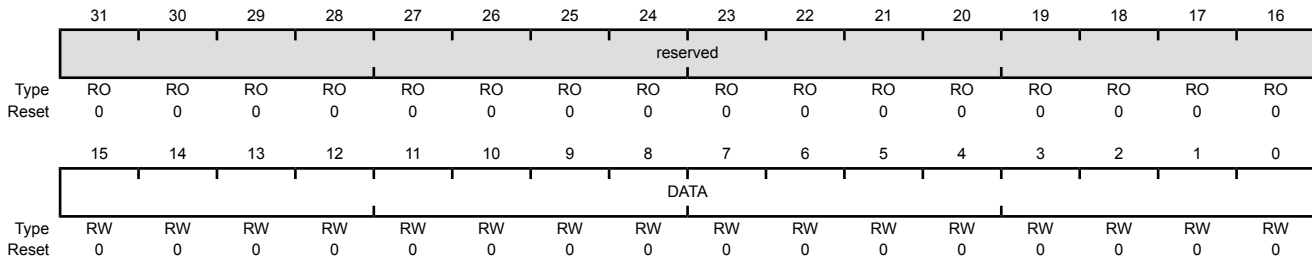 31 30 29 28 27 26 25 24 23 22 21 20 19 18 17 16
reserved
Type RO RO RO RO RO RO RO RO RO RO RO RO RO RO RO RO
Reset 0 0 0 0 0 0 0 0 0 0 0 0 0 0 0 0
15 14 13 12 11 10 9 8 7 6 5 4 3 2 1 0
DATA
Type RW RW RW RW RW RW RW RW RW RW RW RW RW RW RW RW
Reset 0 0 0 0 0 0 0 0 0 0 0 0 0 0 0 0